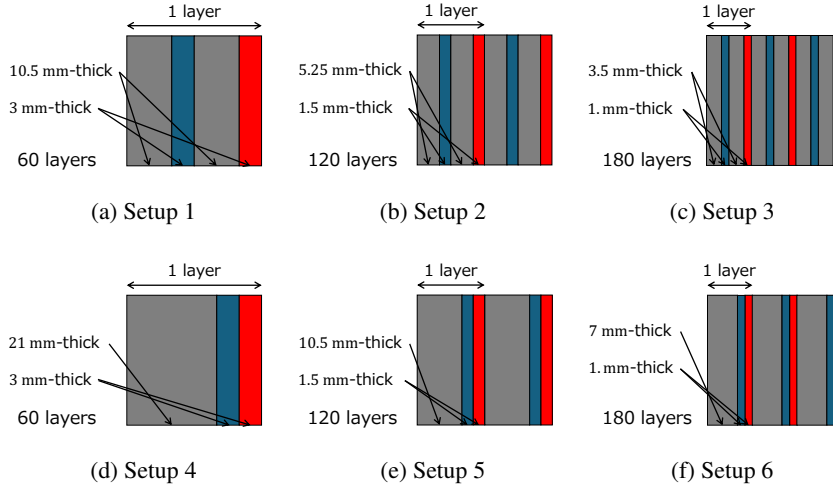 1 layer
10.5 mm-thick
3 mm-thick
60 layers
(a) Setup 1
1 layer
5.25 mm-thick
1.5 mm-thick
120 layers
(b) Setup 2
1 layer
3.5 mm-thick
1. mm-thick
180 layers
(c) Setup 3
1 layer
21 mm-thick
3 mm-thick
60 layers
(d) Setup 4
1 layer
10.5 mm-thick
1.5 mm-thick
120 layers
(e) Setup 5
1 layer
7 mm-thick
1. mm-thick
180 layers
(f) Setup 6